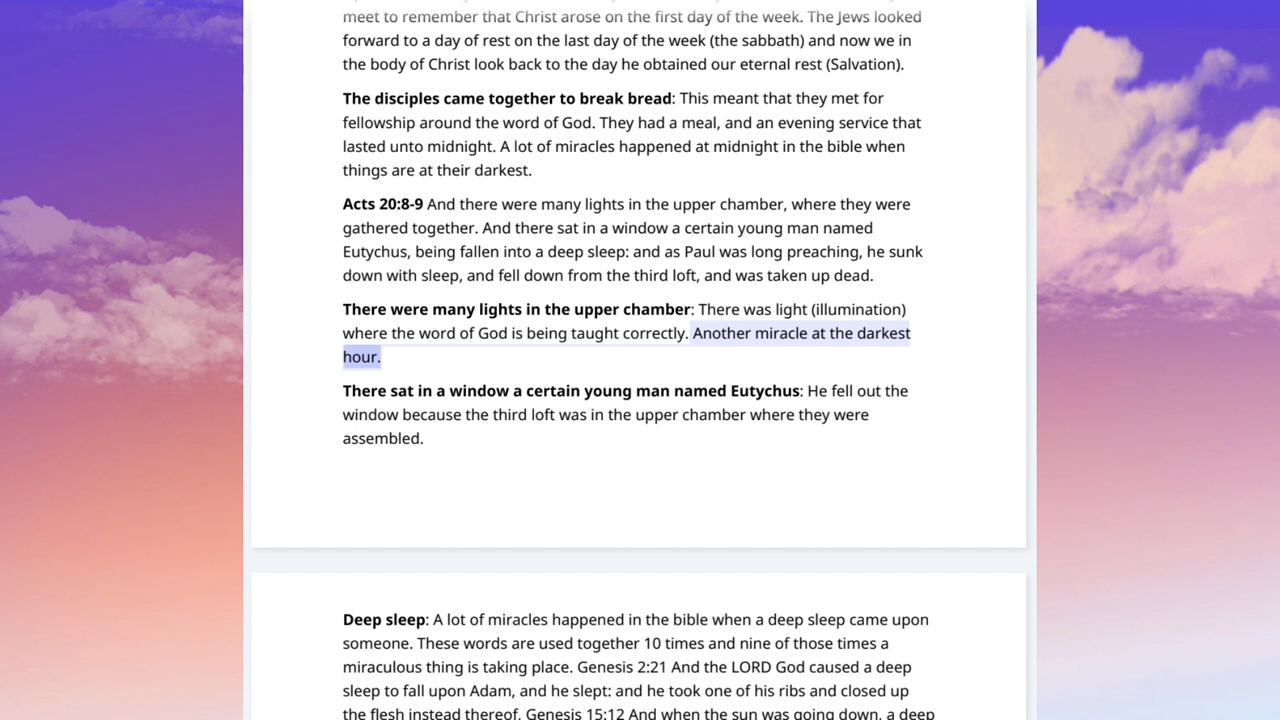 meet to remember that Christ arose on the first day of the week. The Jews looked
forward to a day of rest on the last day of the week (the sabbath) and now we in
the body of Christ look back to the day he obtained our eternal rest (Salvation).
The disciples came together to break bread: This meant that they met for
fellowship around the word of God. They had a meal, and an evening service that
lasted unto midnight. A lot of miracles happened at midnight in the bible when
things are at their darkest.
Acts 20:8-9 And there were many lights in the upper chamber, where they were
gathered together. And there sat in a window a certain young man named
Eutychus, being fallen into a deep sleep: and as Paul was long preaching, he sunk
down with sleep, and fell down from the third loft, and was taken up dead.
There were many lights in the upper chamber: There was light (illumination)
where the word of God is being taught correctly. Another miracle at the darkest
hour.
There sat in a window a certain young man named Eutychus: He fell out the
window because the third loft was in the upper chamber where they were
assembled.
Deep sleep: A lot of miracles happened in the bible when a deep sleep came upon
someone. These words are used together 10 times and nine of those times a
miraculous thing is taking place. Genesis 2:21 And the LORD God caused a deep
sleep to fall upon Adam, and he slept: and he took one of his ribs and closed up
the flesh instead thereof. Genesis 15:12 And when the sun was going down, a deep